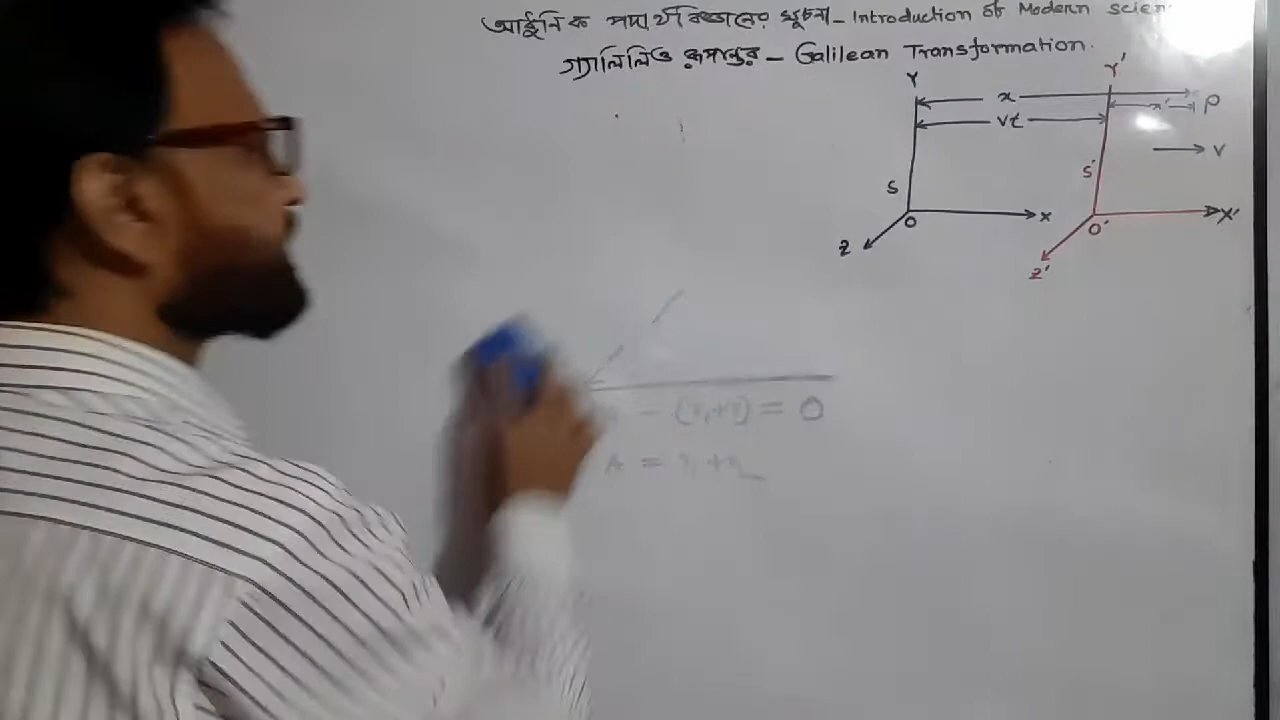 আধুনিক পদার্থবিজ্ঞানের সূচনা - Introduction of Modern scien
গ্যালিলিও রূপান্তর - Galilean Transformation.
Y
Y'
x
x'
P
vt
v
S
S'
O
X
O'
X'
Z
Z'
- ( + ) = 0
A =